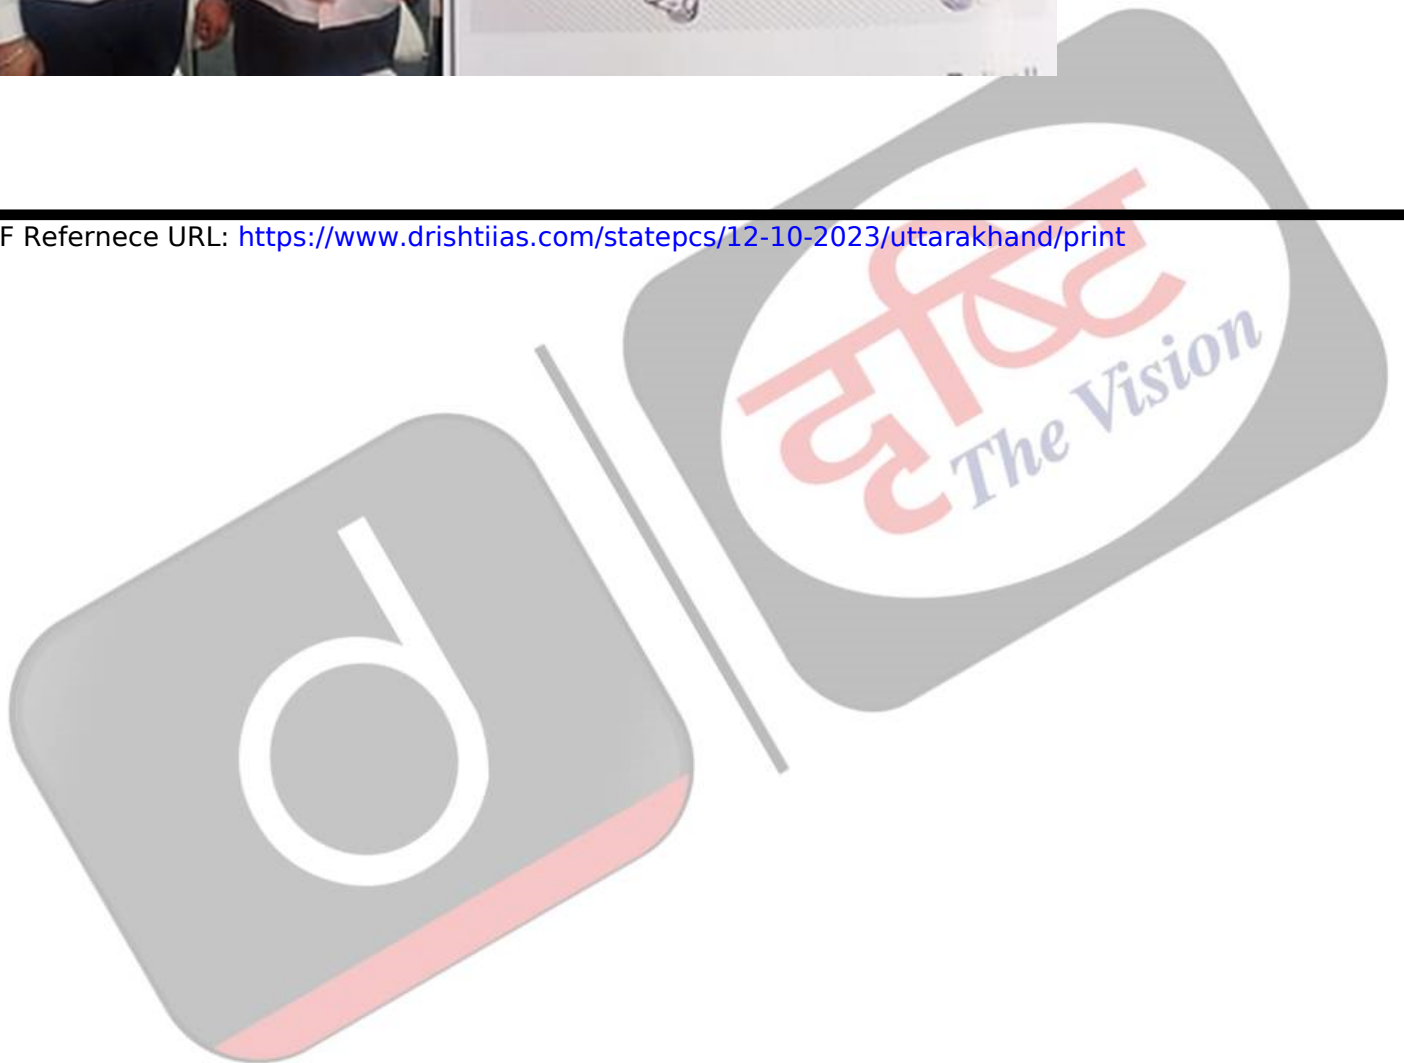 F Refernece URL: https://www.drishtiias.com/statepcs/12-10-2023/uttarakhand/print
दृष्टि
The Vision
d